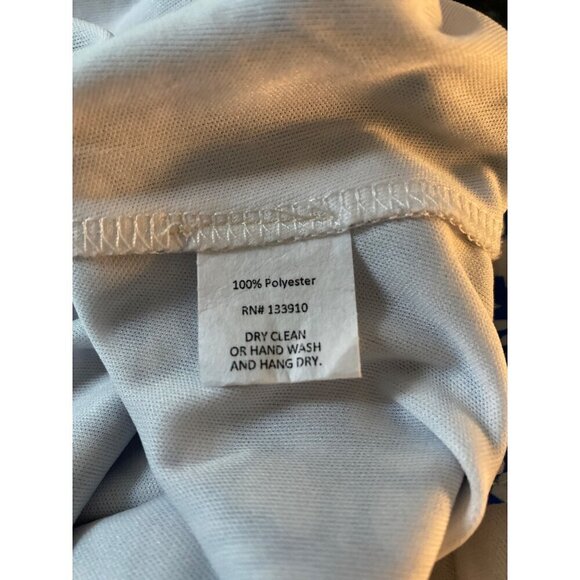 100% Polyester
RN# 133910
DRY CLEAN
OR HAND WASH
AND HANG DRY.